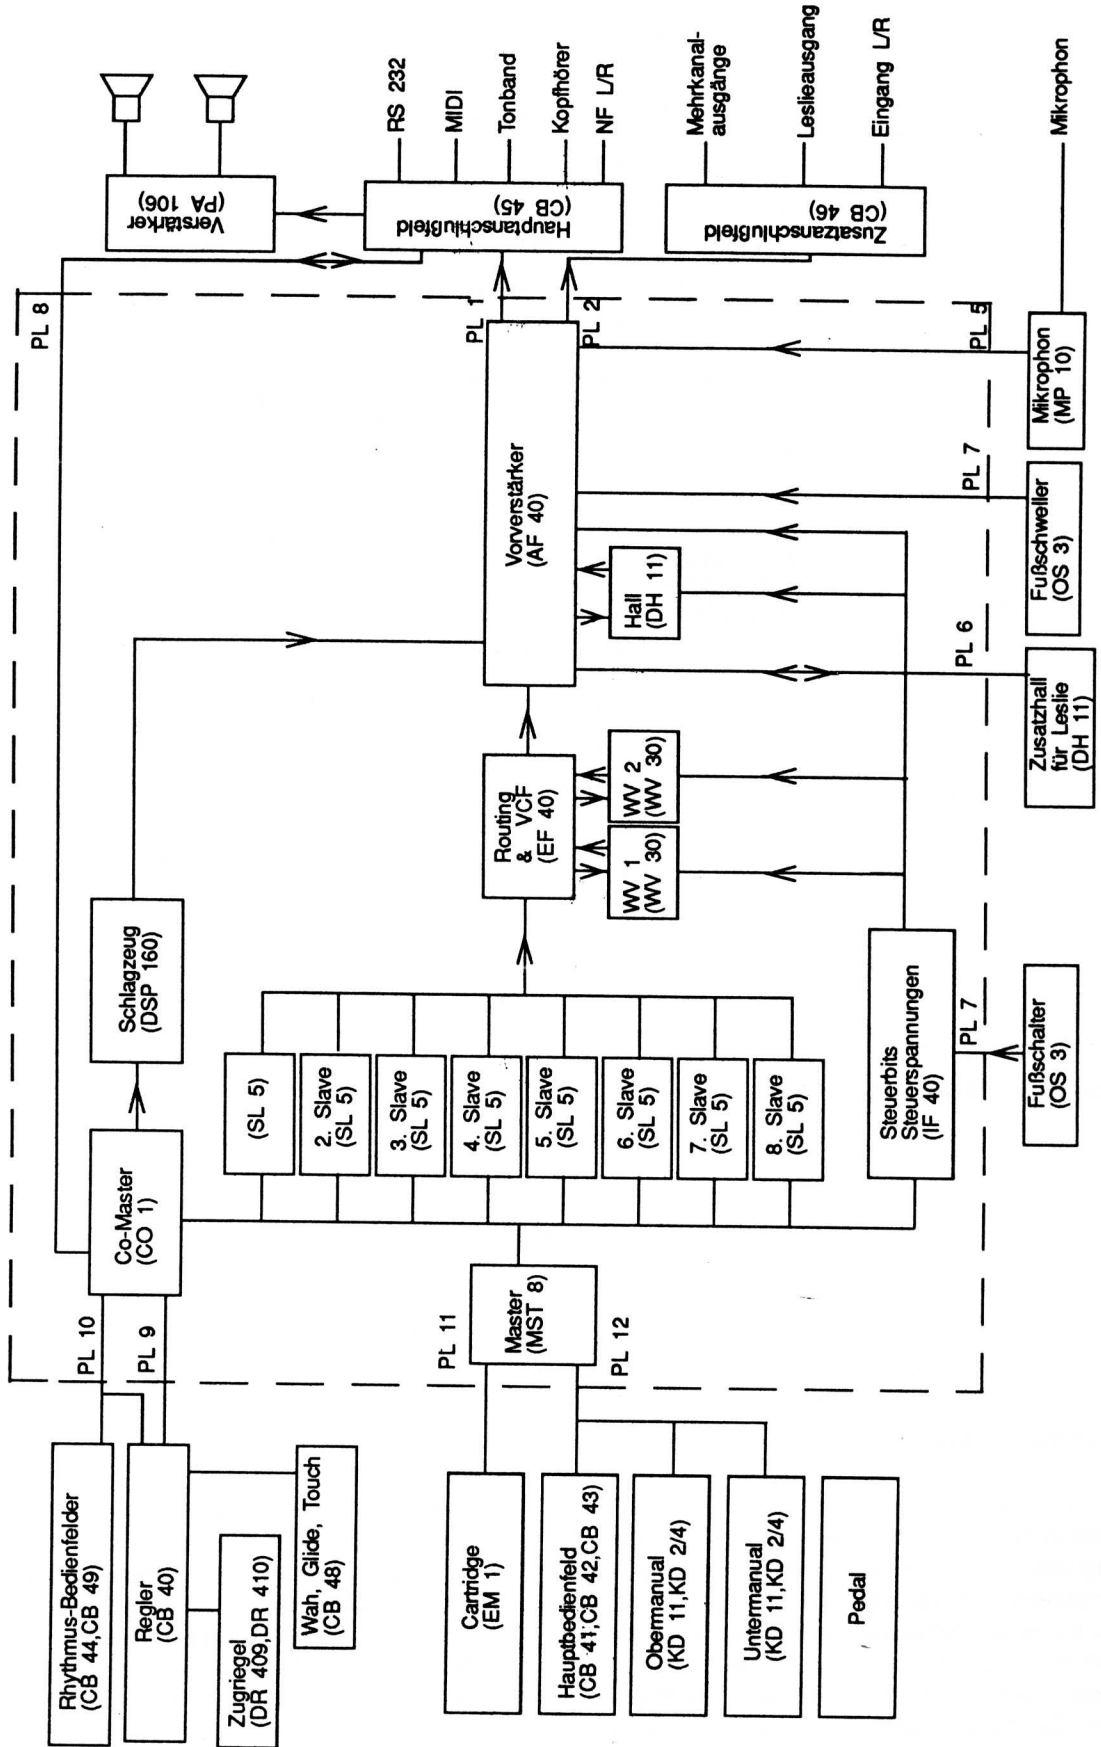 Rhythmus-Bedienfelder
(CB 44,CB 49)
Regler
(CB 40)
Zugriegel
(DR 409,DR 410)
Wah, Glide, Touch
(CB 48)
Cartridge
(EM 1)
Hauptbedienfeld
(CB 41,CB 42,CB 43)
Obermanual
(KD 11,KD 2/4)
Untermanual
(KD 11,KD 2/4)
Pedal
PL 10
PL 9
PL 11
PL 12
Co-Master
(CO 1)
Master
(MST 8)
Schlagzeug
(DSP 160)
(SL 5)
2. Slave
(SL 5)
3. Slave
(SL 5)
4. Slave
(SL 5)
5. Slave
(SL 5)
6. Slave
(SL 5)
7. Slave
(SL 5)
8. Slave
(SL 5)
Steuerbits
Steuerspannungen
(IF 40)
PL 7
Fußschalter
(OS 3)
Routing
& VCF
(EF 40)
WV 1
(WV 30)
WV 2
(WV 30)
Vorverstärker
(AF 40)
Hall
(DH 11)
PL 6
Zusatzhall
für Leslie
(DH 11)
PL 7
Fußschweller
(OS 3)
PL 5
Mikrophon
(MP 10)
Mikrophon
PL 8
PL 1
PL 2
Verstärker
(PA 106)
Hauptanschlußfeld
(CB 45)
Zusatzanschlußfeld
(CB 46)
RS 232
MIDI
Tonband
Kopfhörer
NF L/R
Mehrkanal-
ausgänge
Leslieausgang
Eingang L/R